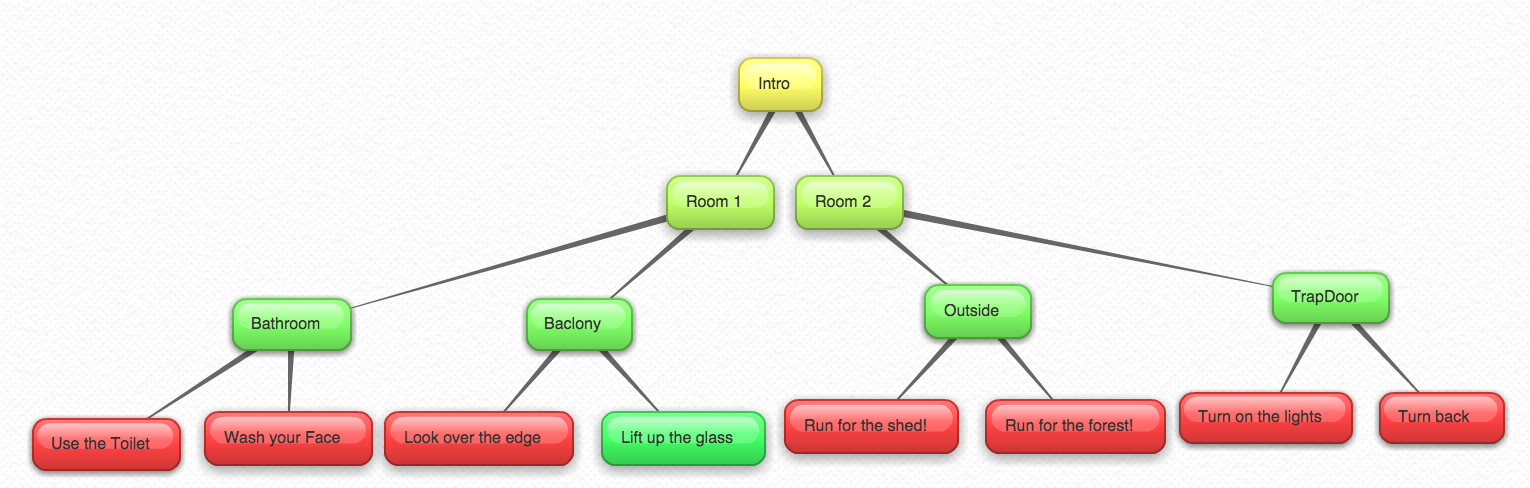 Intro
Room 1
Room 2
Bathroom
Baclony
Outside
TrapDoor
Use the Toilet
Wash your Face
Look over the edge
Lift up the glass
Run for the shed!
Run for the forest!
Turn on the lights
Turn back